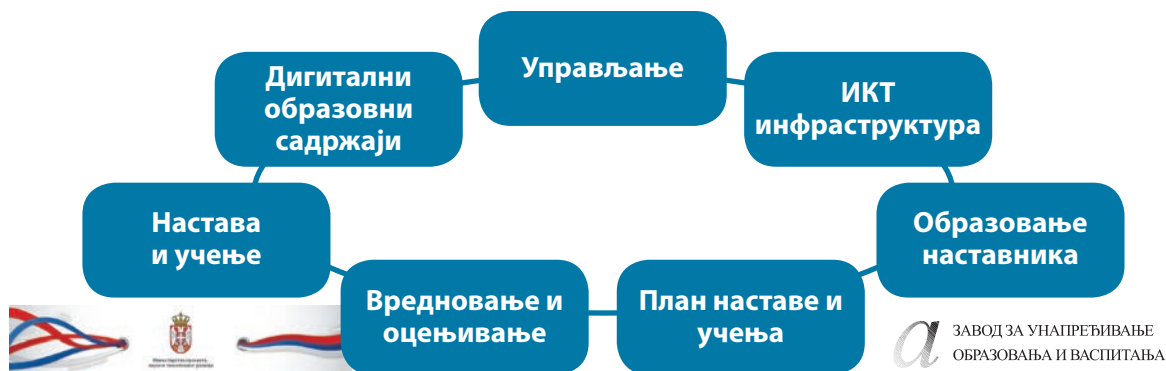 Управљање
ИКТ
инфраструктура
Образовање
наставника
План наставе и
учења
Вредновање и
оцењивање
Настава
и учење
Дигитални
образовни
садржаји
ЗАВОД ЗА УНАПРЕЂИВАЊЕ
ОБРАЗОВАЊА И ВАСПИТАЊА